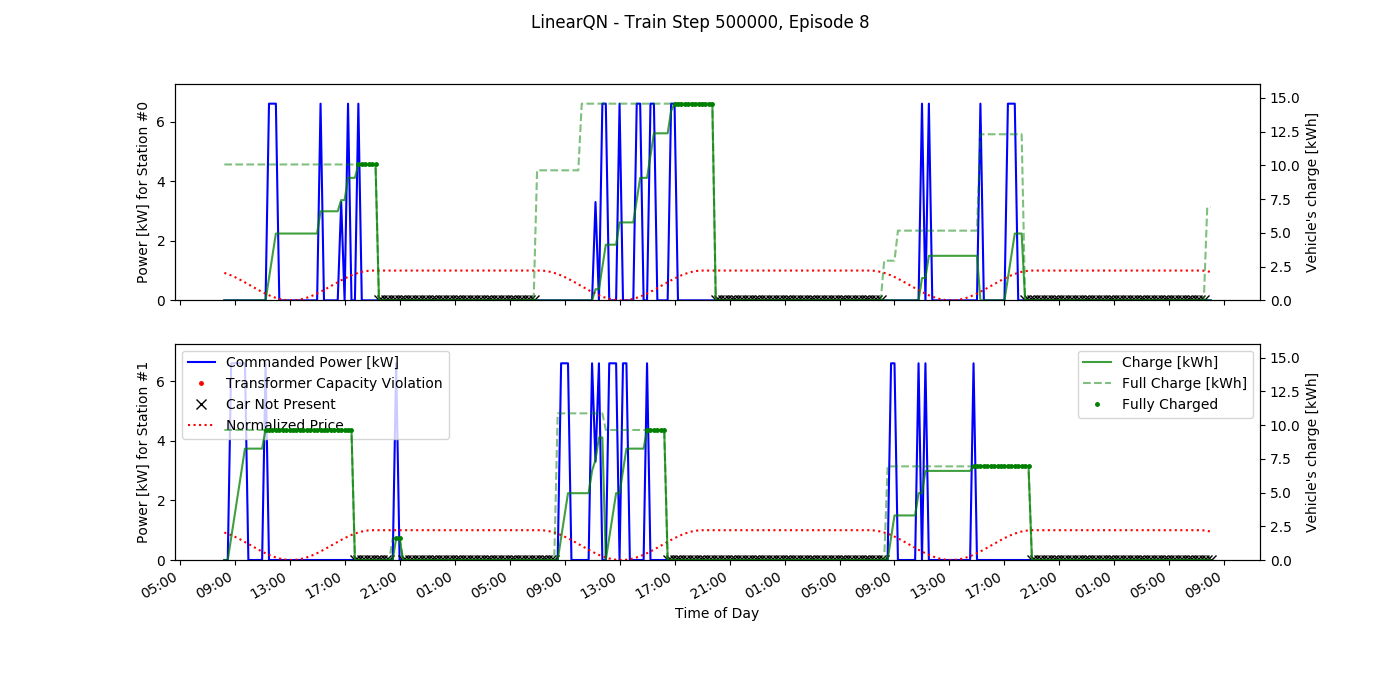 LinearQN - Train Step 500000, Episode 8
Power [kW] for Station #0
6
4
2
0
15.0
12.5
10.0
7.5
5.0
2.5
0.0
Vehicle's charge [kWh]
Power [kW] for Station #1
6
4
2
0
Commanded Power [kW]
Transformer Capacity Violation
Car Not Present
Normalized Price
Charge [kWh]
Full Charge [kWh]
Fully Charged
15.0
12.5
10.0
7.5
5.0
2.5
0.0
Vehicle's charge [kWh]
05:00 09:00 13:00 17:00 21:00 01:00 05:00 09:00 13:00 17:00 21:00 01:00 05:00 09:00 13:00 17:00 21:00 01:00 05:00 09:00
Time of Day